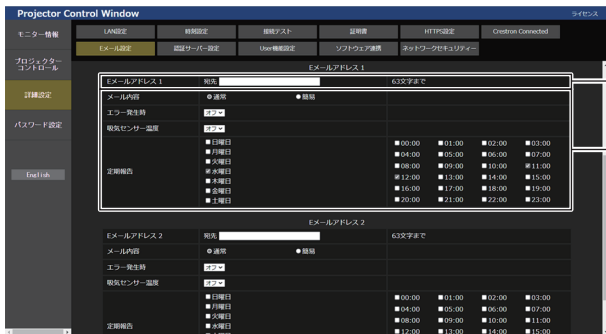 Projector Control Window
ライセンス
モニター情報
プロジェクター
コントロール
詳細設定
パスワード設定
English
LAN設定 時刻設定 接続テスト 証明書 HTTPS設定 Crestron Connected
Eメール設定 認証サーバー設定 User機能設定 ソフトウェア連携 ネットワークセキュリティー
Eメールアドレス 1
Eメールアドレス 1 宛先 63文字まで
メール内容 通常 簡易
エラー発生時 オフ
吸気センサー温度 オフ
定期報告
日曜日
月曜日
火曜日
水曜日
木曜日
金曜日
土曜日
00:00 01:00 02:00 03:00
04:00 05:00 06:00 07:00
08:00 09:00 10:00 11:00
12:00 13:00 14:00 15:00
16:00 17:00 18:00 19:00
20:00 21:00 22:00 23:00
Eメールアドレス 2
Eメールアドレス 2 宛先 63文字まで
メール内容 通常 簡易
エラー発生時 オフ
吸気センサー温度 オフ
定期報告
日曜日
月曜日
火曜日
水曜日
00:00 01:00 02:00 03:00
04:00 05:00 06:00 07:00
08:00 09:00 10:00 11:00
12:00 13:00 14:00 15:00